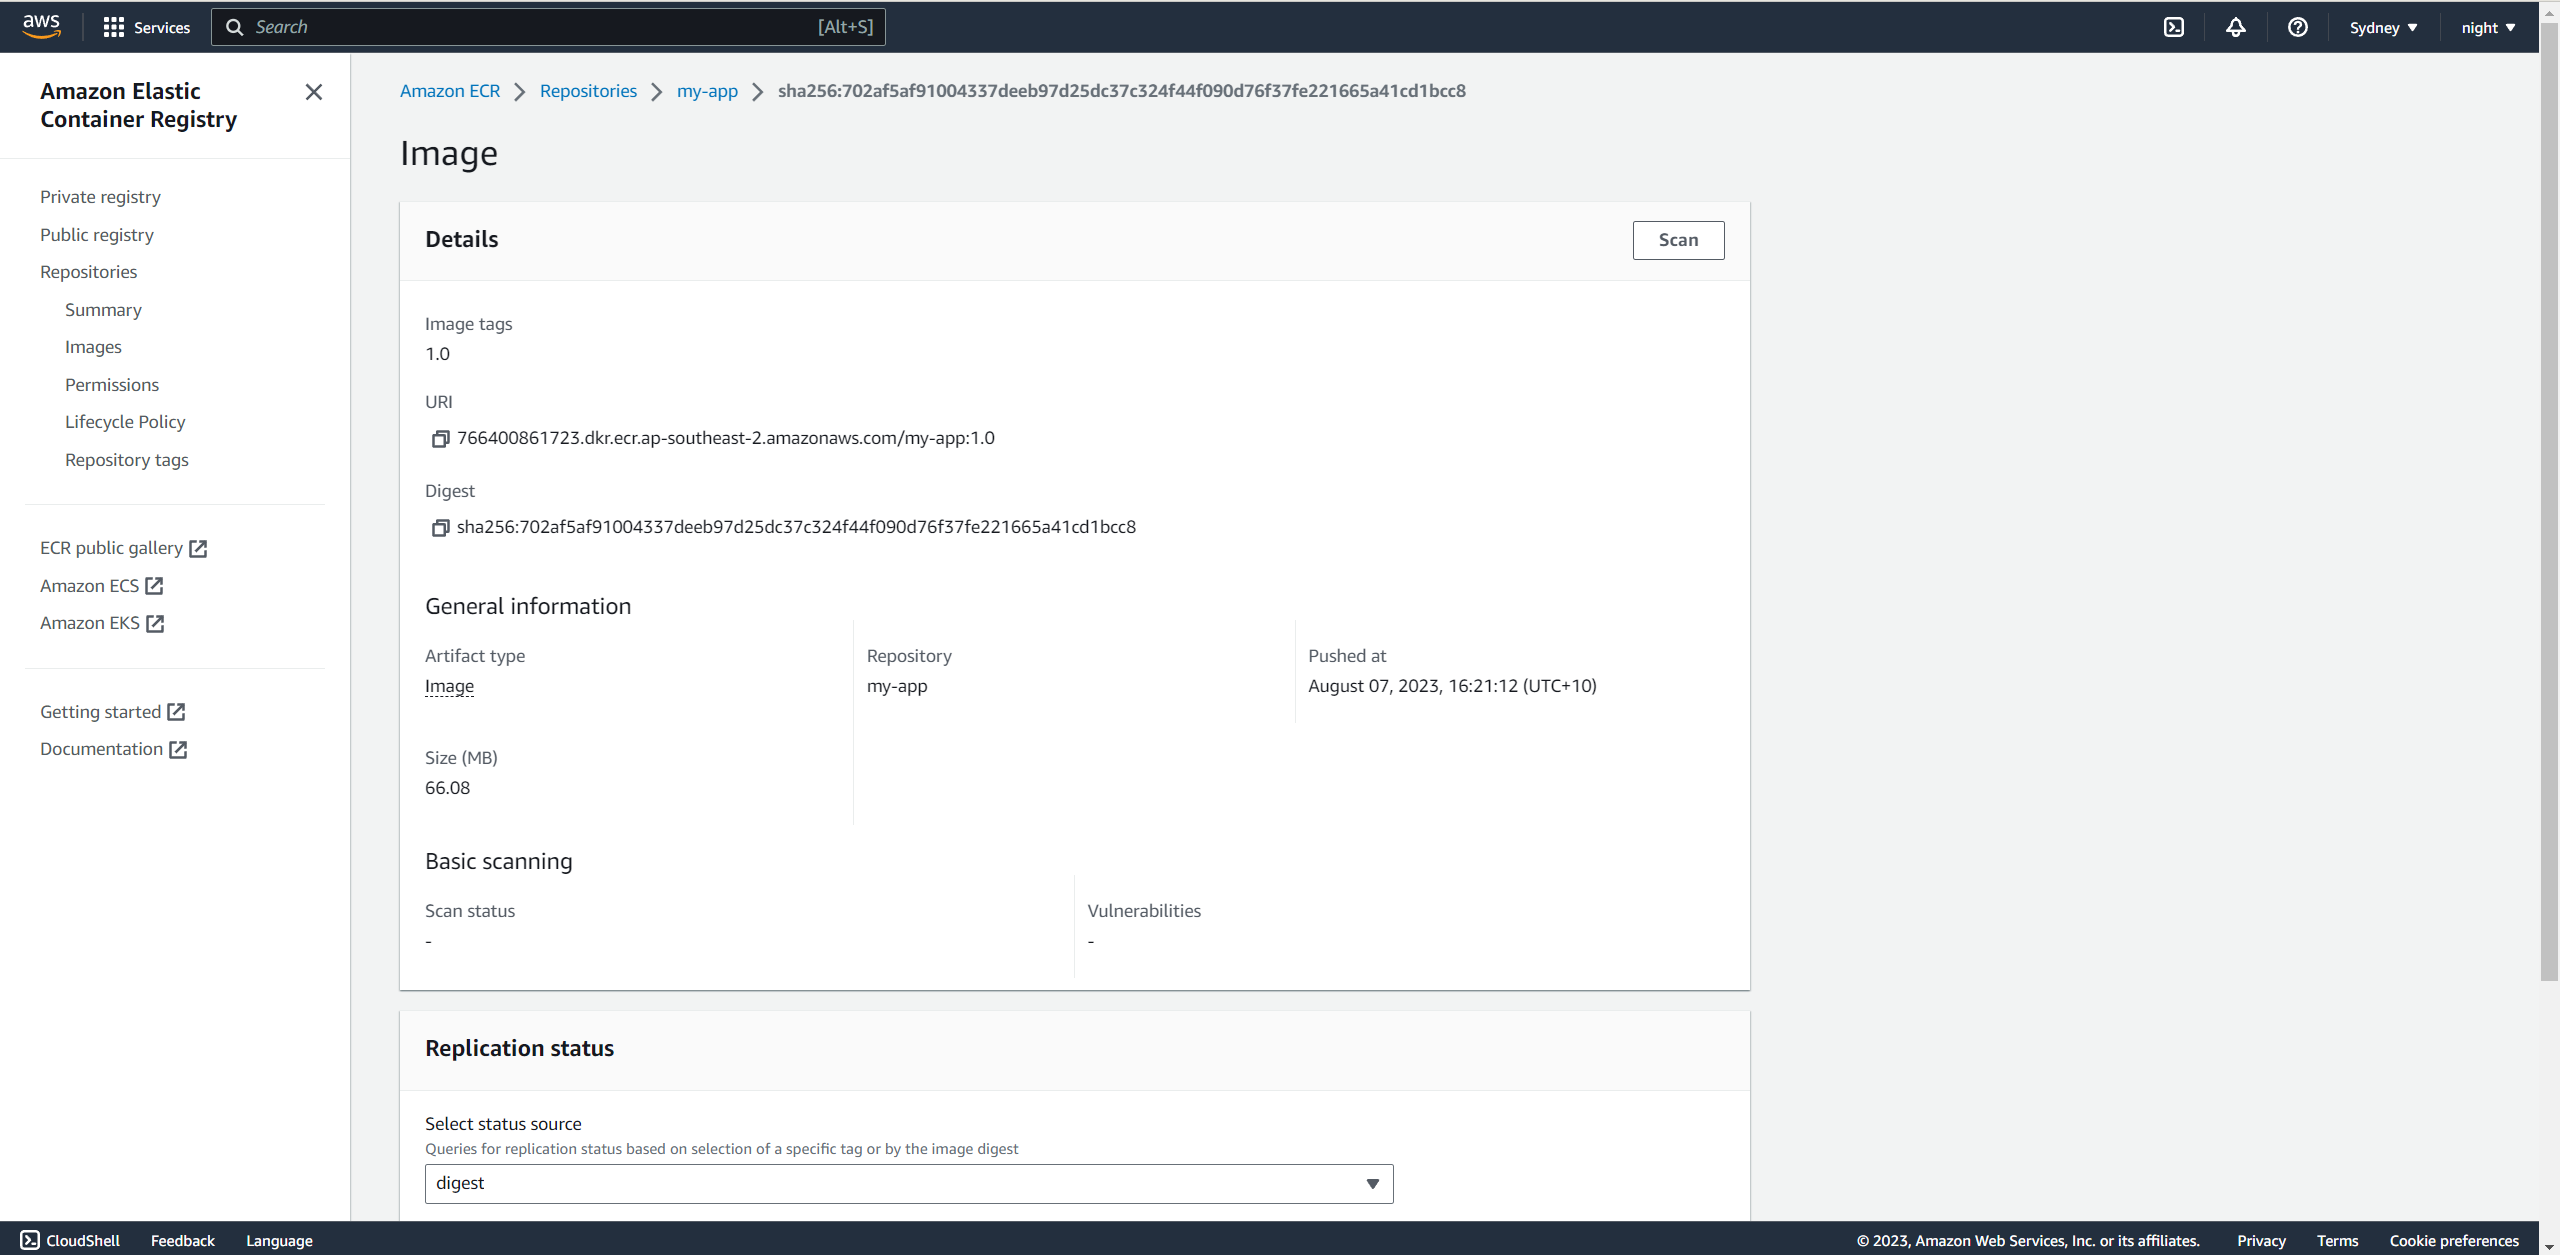 aws
Services
Search
[Alt+S]
Sydney
night
Amazon Elastic
Container Registry
Private registry
Public registry
Repositories
Summary
Images
Permissions
Lifecycle Policy
Repository tags
ECR public gallery
Amazon ECS
Amazon EKS
Getting started
Documentation
Amazon ECR
Repositories
my-app
sha256:702af5af91004337deeb97d25dc37c324f44f090d76f37fe221665a41cd1bcc8
Image
Details
Scan
Image tags
1.0
URI
766400861723.dkr.ecr.ap-southeast-2.amazonaws.com/my-app:1.0
Digest
sha256:702af5af91004337deeb97d25dc37c324f44f090d76f37fe221665a41cd1bcc8
General information
Artifact type
Image
Repository
my-app
Pushed at
August 07, 2023, 16:21:12 (UTC+10)
Size (MB)
66.08
Basic scanning
Scan status
-
Vulnerabilities
-
Replication status
Select status source
Queries for replication status based on selection of a specific tag or by the image digest
digest
CloudShell
Feedback
Language
© 2023, Amazon Web Services, Inc. or its affiliates.
Privacy
Terms
Cookie preferences